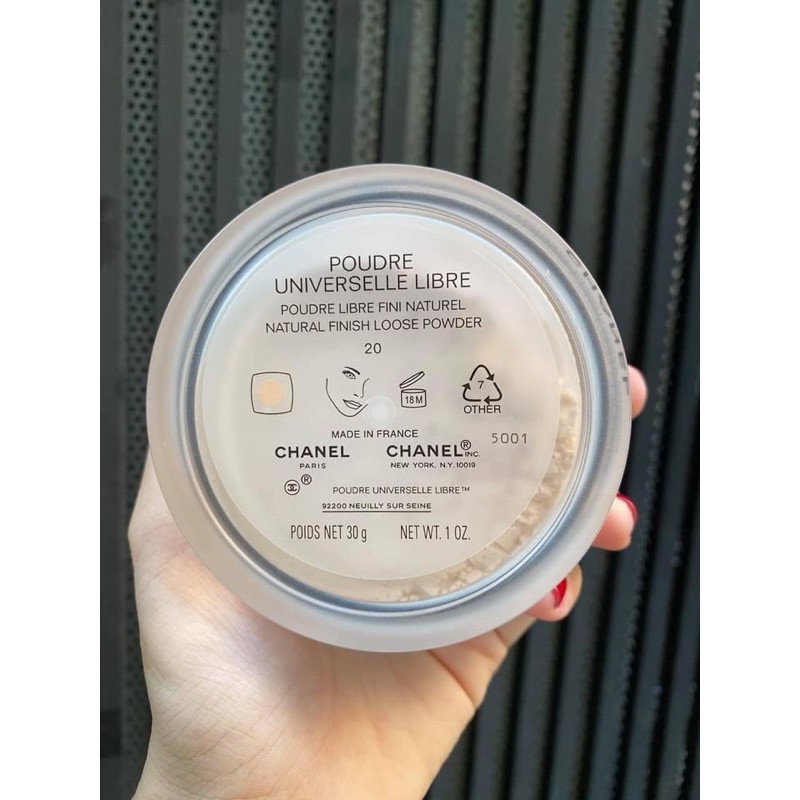 POUDRE
UNIVERSELLE LIBRE
POUDRE LIBRE FINI NATUREL
NATURAL FINISH LOOSE POWDER
20
18 M
7
OTHER
MADE IN FRANCE
5001
CHANEL CHANEL® INC.
PARIS NEW YORK, N.Y. 10019
® POUDRE UNIVERSELLE LIBRE™
92200 NEUILLY SUR SEINE
POIDS NET 30 g NET WT. 1 OZ.